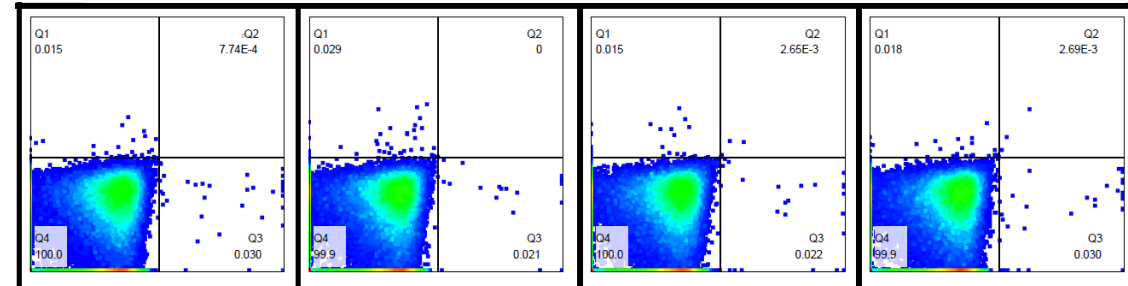 Q1 Q2
0.015 7.74E-4
Q4 Q3
100.0 0.030
Q1 Q2
0.029 0
Q4 Q3
99.9 0.021
Q1 Q2
0.015 2.65E-3
Q4 Q3
100.0 0.022
Q1 Q2
0.018 2.69E-3
Q4 Q3
99.9 0.030